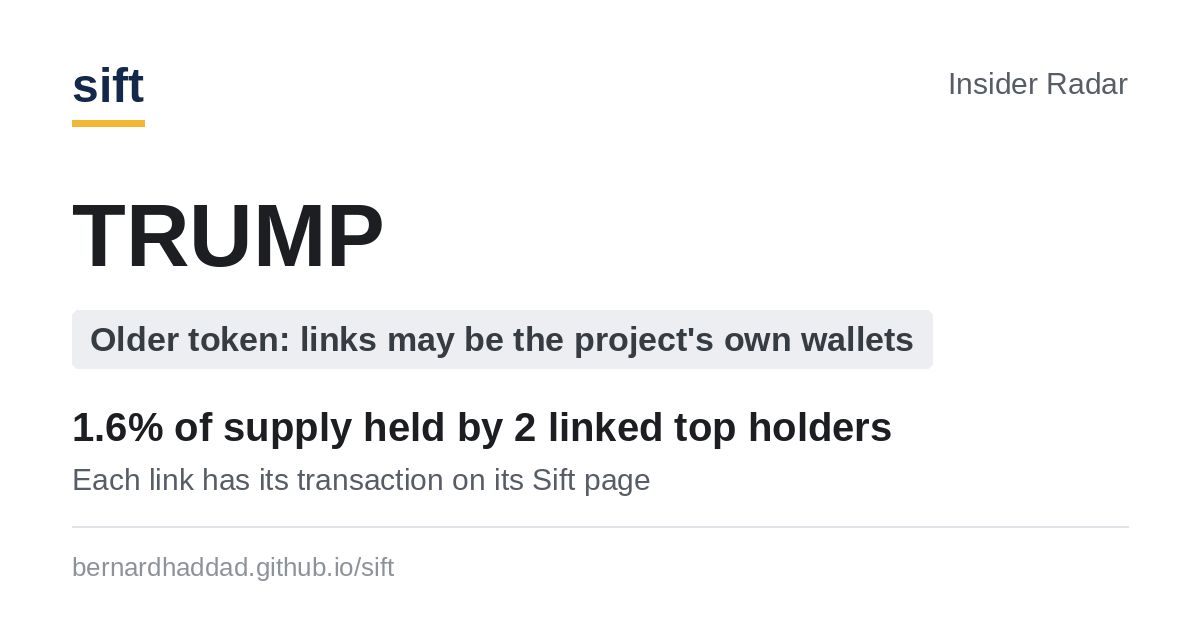 sift
Insider Radar
TRUMP
Older token: links may be the project's own wallets
1.6% of supply held by 2 linked top holders
Each link has its transaction on its Sift page
bernardhaddad.github.io/sift